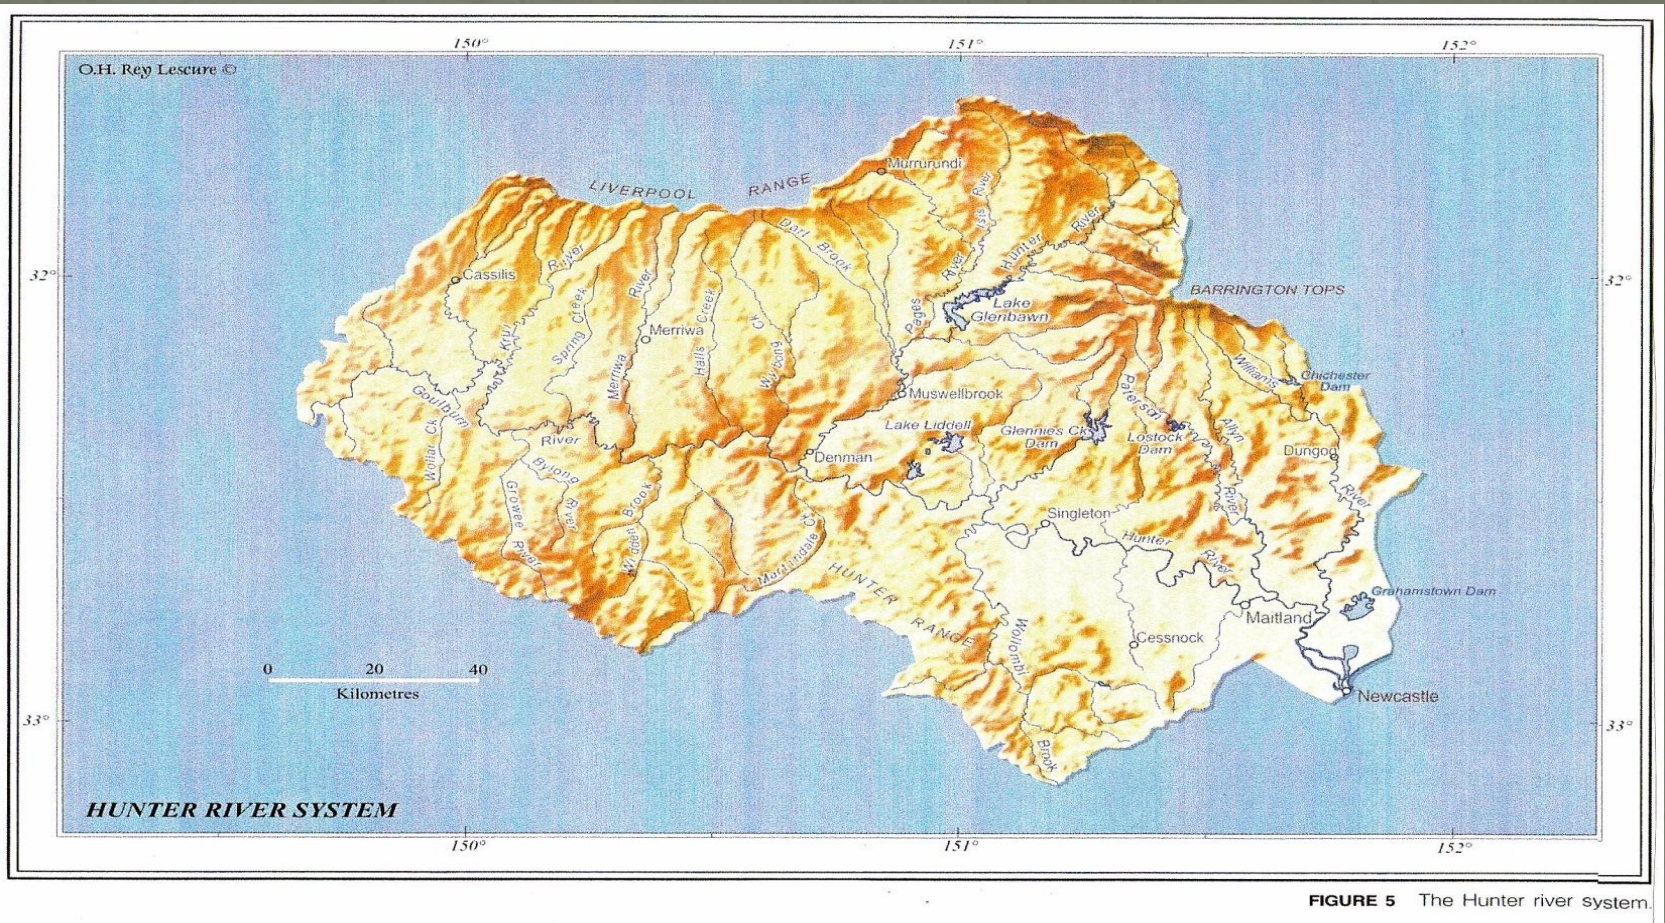 150° 151° 152°
O.H. Rey Lescure ©
Murrurundi
LIVERPOOL RANGE
Isis River
Hunter River
Dart Brook
32° 32°
Cassilis
River
Krui
Spring Creek
River
Merriwa
Merriwa
Halls Creek
Wybong Ck
Pages River
Lake
Glenbawn
BARRINGTON TOPS
Williams
Chichester
Dam
Goulburn
River
Wollar Ck
Muswellbrook
Lake Liddell
Denman
Glennies Ck
Dam
Paterson
Lostock
Dam
Allyn
River
Dungog
River
Bylong
River
Growee River
Widden Brook
Martindale Ck
Singleton
Hunter
River
HUNTER
RANGE
Grahamstown Dam
Maitland
Cessnock
Wollombi
Brook
Newcastle
0 20 40
Kilometres
33° 33°
HUNTER RIVER SYSTEM
150° 151° 152°
FIGURE 5 The Hunter river system.